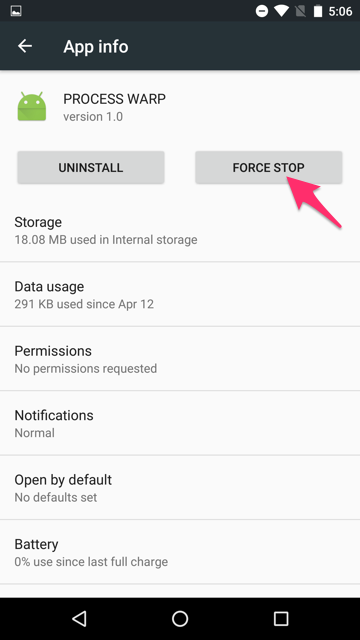 5:06
App info
PROCESS WARP
version 1.0
UNINSTALL
FORCE STOP
Storage
18.08 MB used in Internal storage
Data usage
291 KB used since Apr 12
Permissions
No permissions requested
Notifications
Normal
Open by default
No defaults set
Battery
0% use since last full charge